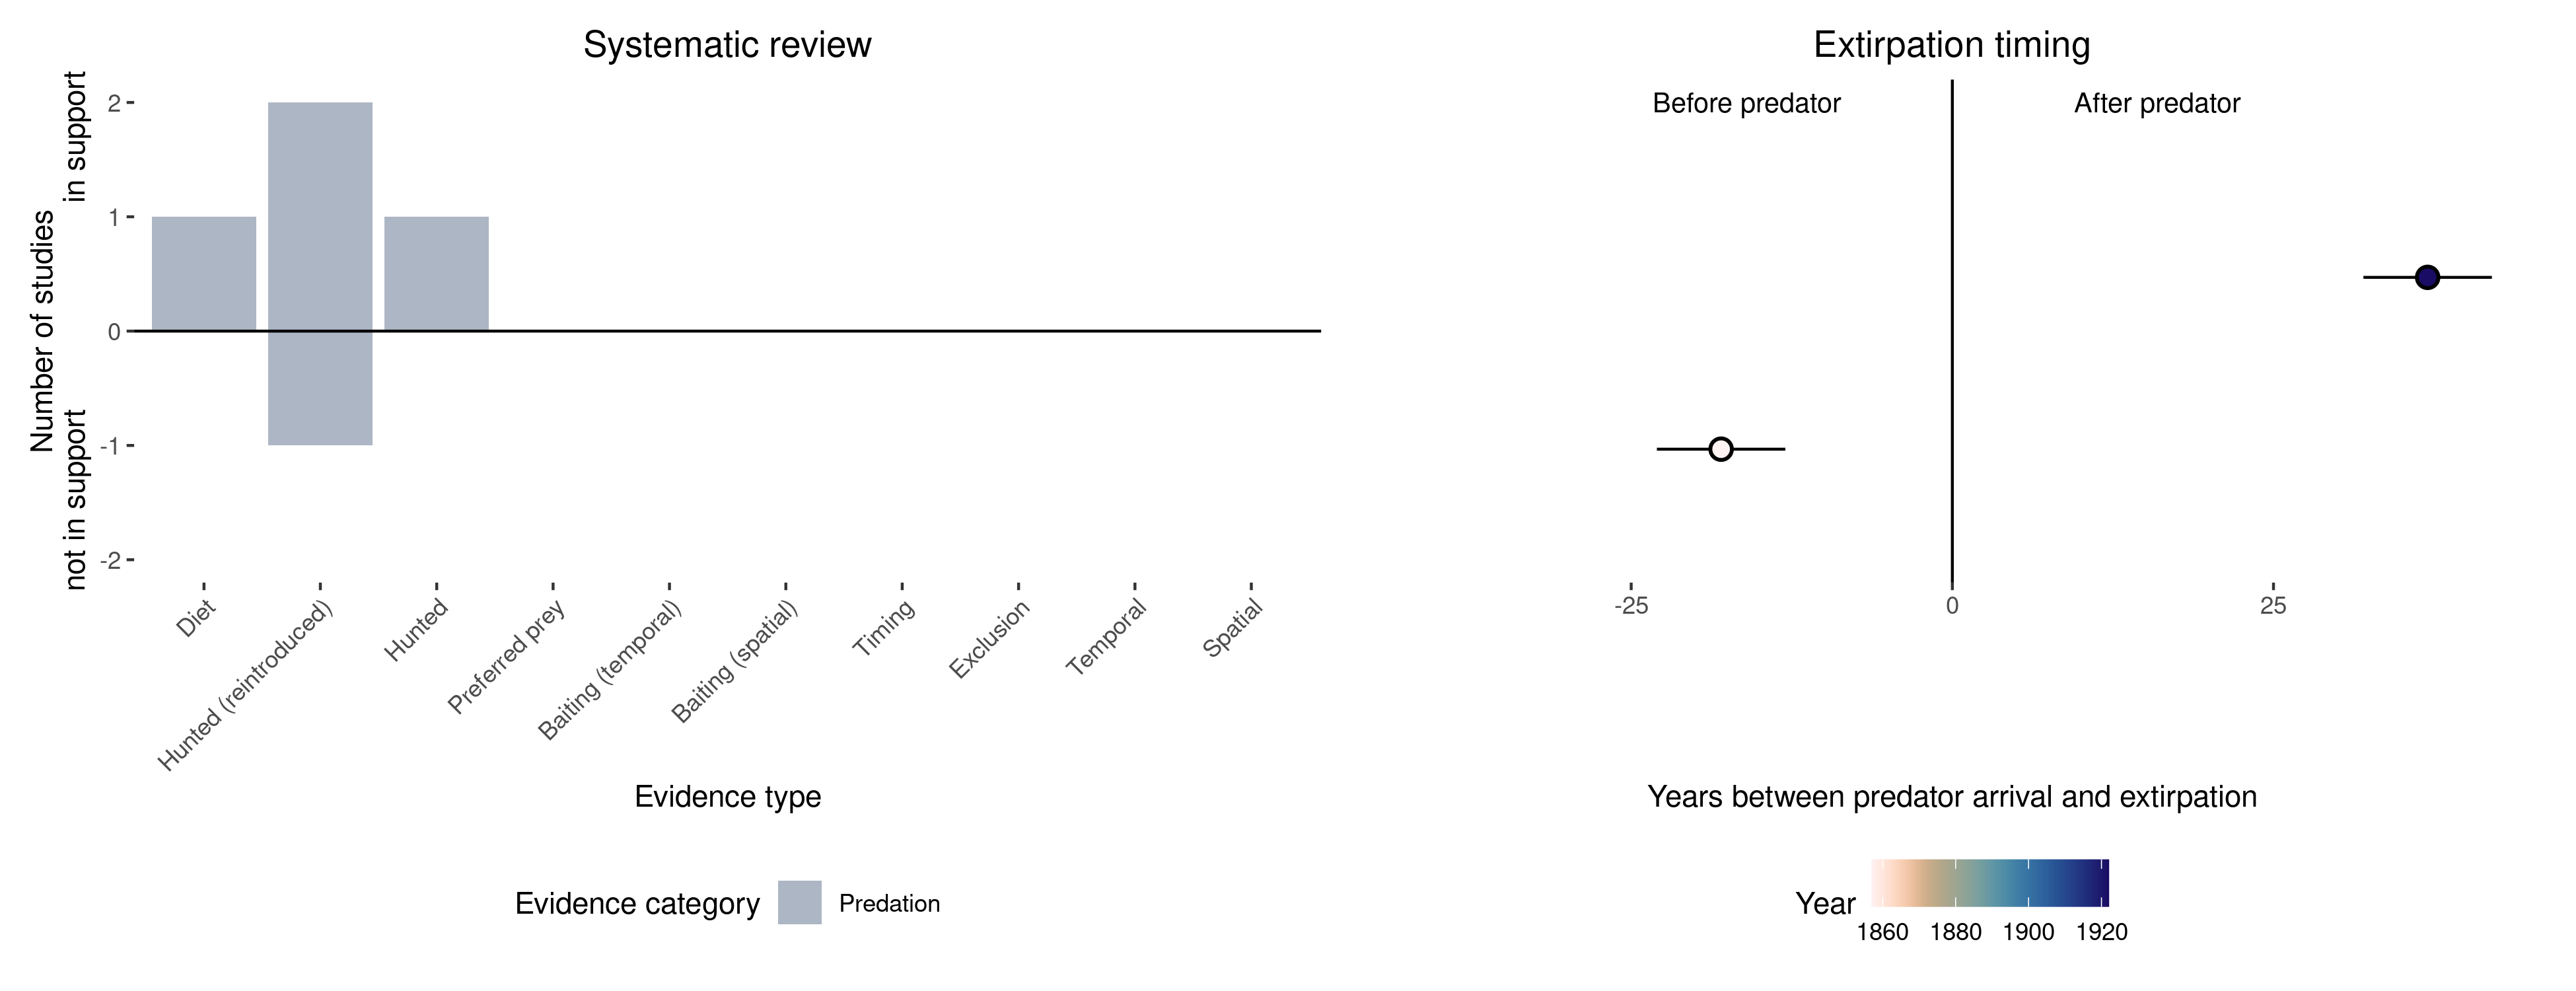 Systematic review
Number of studies
in support
not in support
2
1
0
-1
-2
Diet
Hunted (reintroduced)
Hunted
Preferred prey
Baiting (temporal)
Baiting (spatial)
Timing
Exclusion
Temporal
Spatial
Evidence type
Evidence category
Predation
Extirpation timing
Before predator
After predator
-25
0
25
Years between predator arrival and extirpation
Year
1860 1880 1900 1920